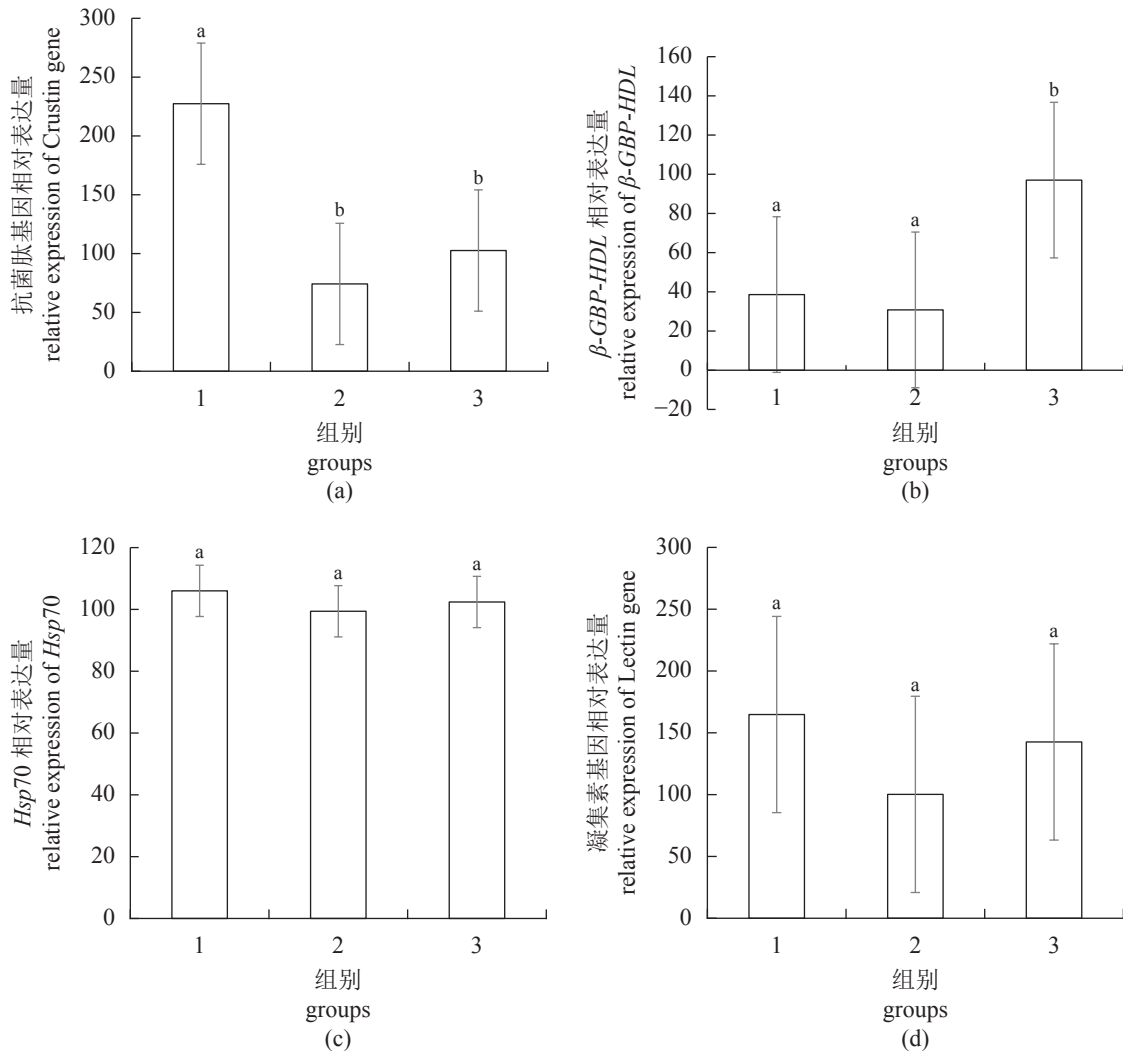 抗菌肽基因相对表达量
relative expression of Crustin gene
300
250
200
150
100
50
0
a
b
b
1 2 3
组别
groups
(a)
β-GBP-HDL 相对表达量
relative expression of β-GBP-HDL
160
140
120
100
80
60
40
20
0
−20
a
a
b
1 2 3
组别
groups
(b)
Hsp70 相对表达量
relative expression of Hsp70
120
100
80
60
40
20
0
a
a
a
1 2 3
组别
groups
(c)
凝集素基因相对表达量
relative expression of Lectin gene
300
250
200
150
100
50
0
a
a
a
1 2 3
组别
groups
(d)